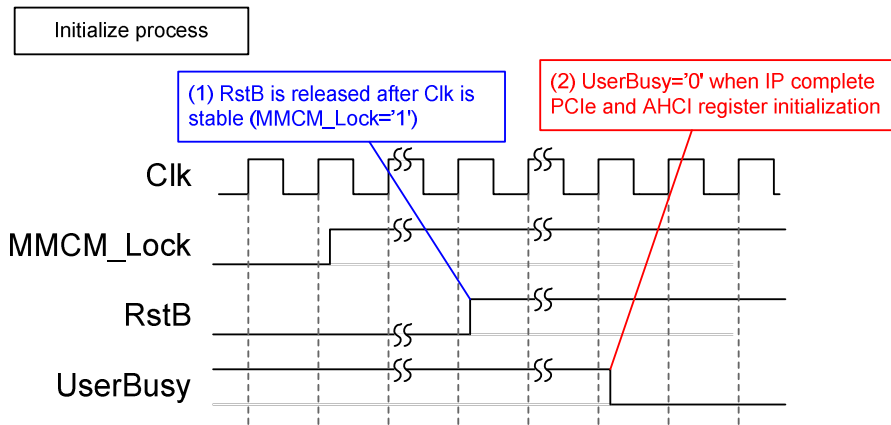 Initialize process
(1) RstB is released after Clk is
stable (MMCM_Lock='1')
(2) UserBusy='0' when IP complete
PCIe and AHCI register initialization
Clk
MMCM_Lock
RstB
UserBusy